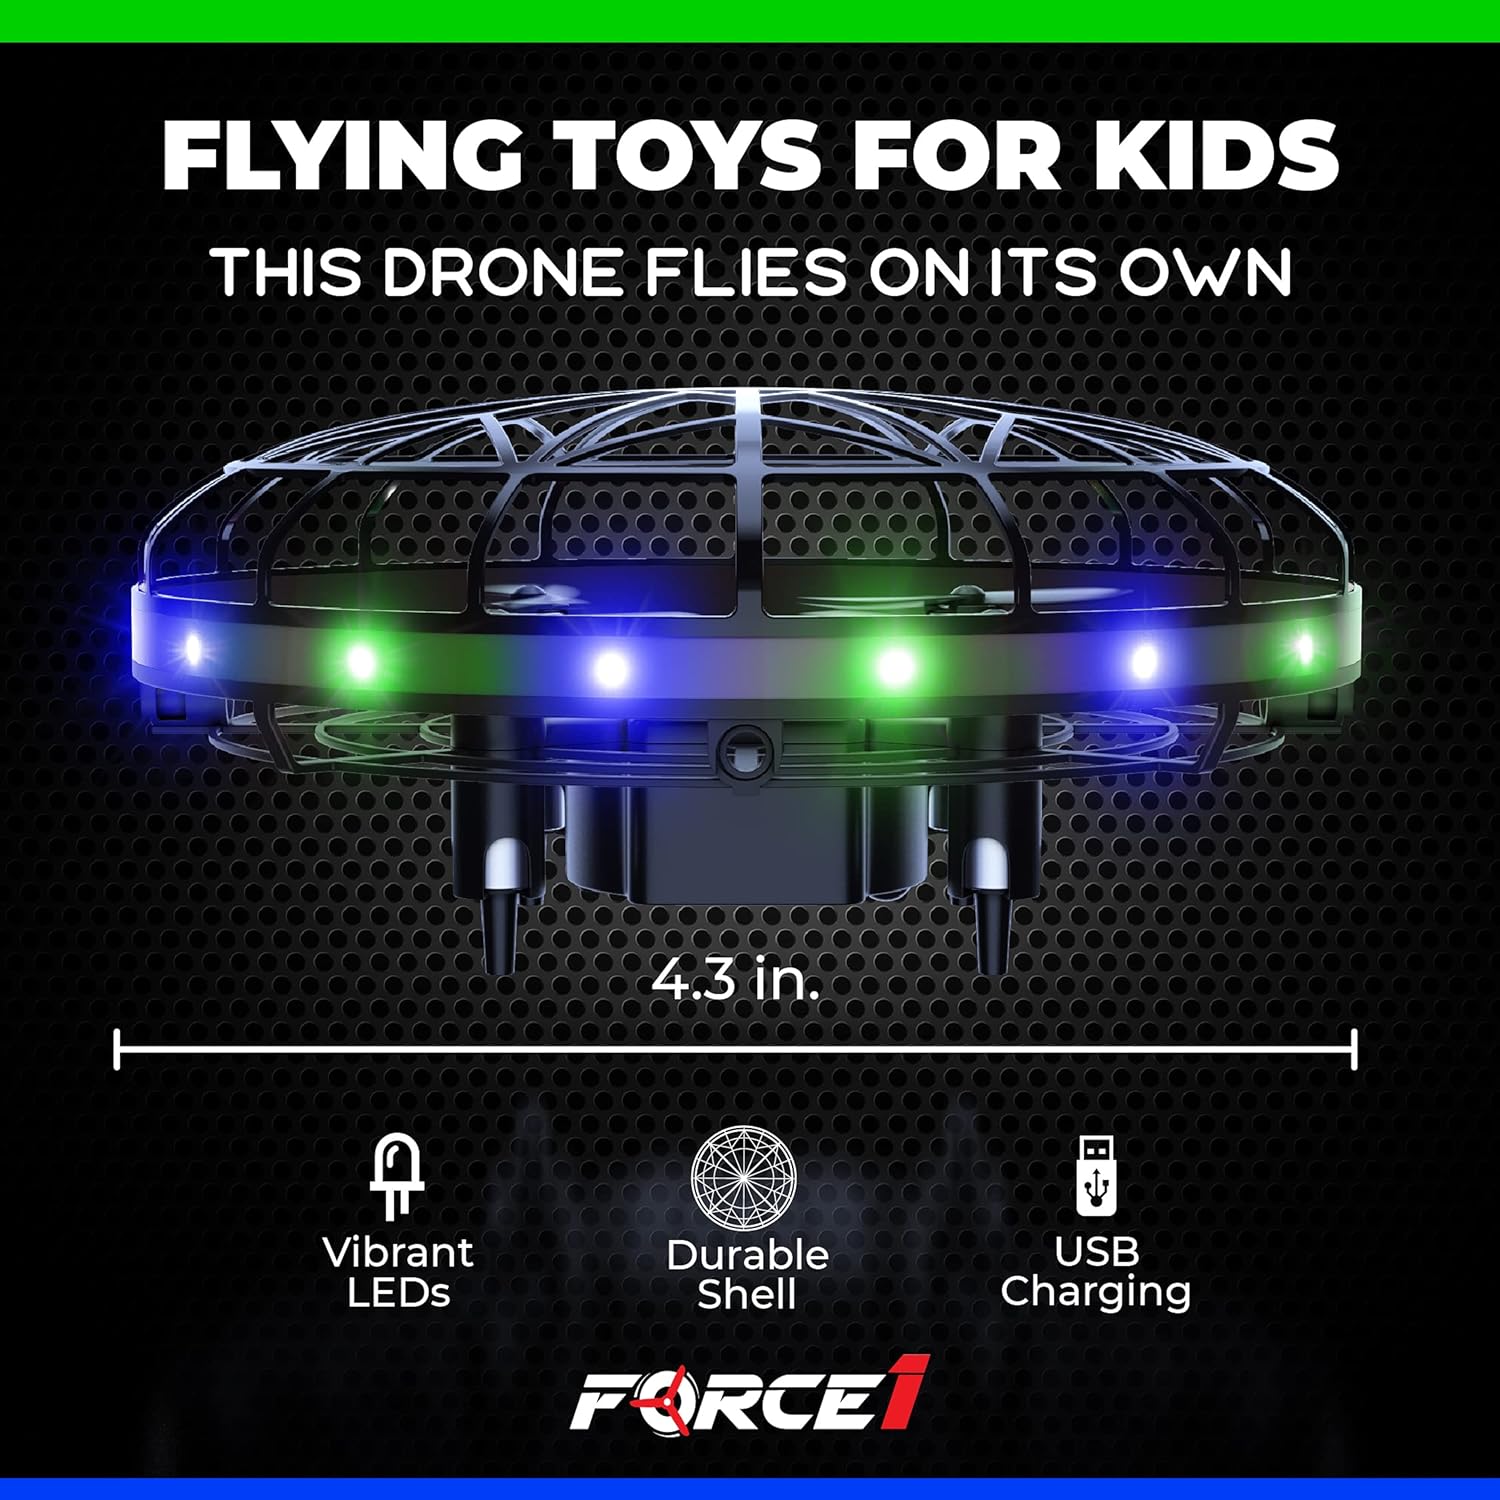 FLYING TOYS FOR KIDS
THIS DRONE FLIES ON ITS OWN
4.3 in.
Vibrant
LEDs
Durable
Shell
USB
Charging
FORCE1